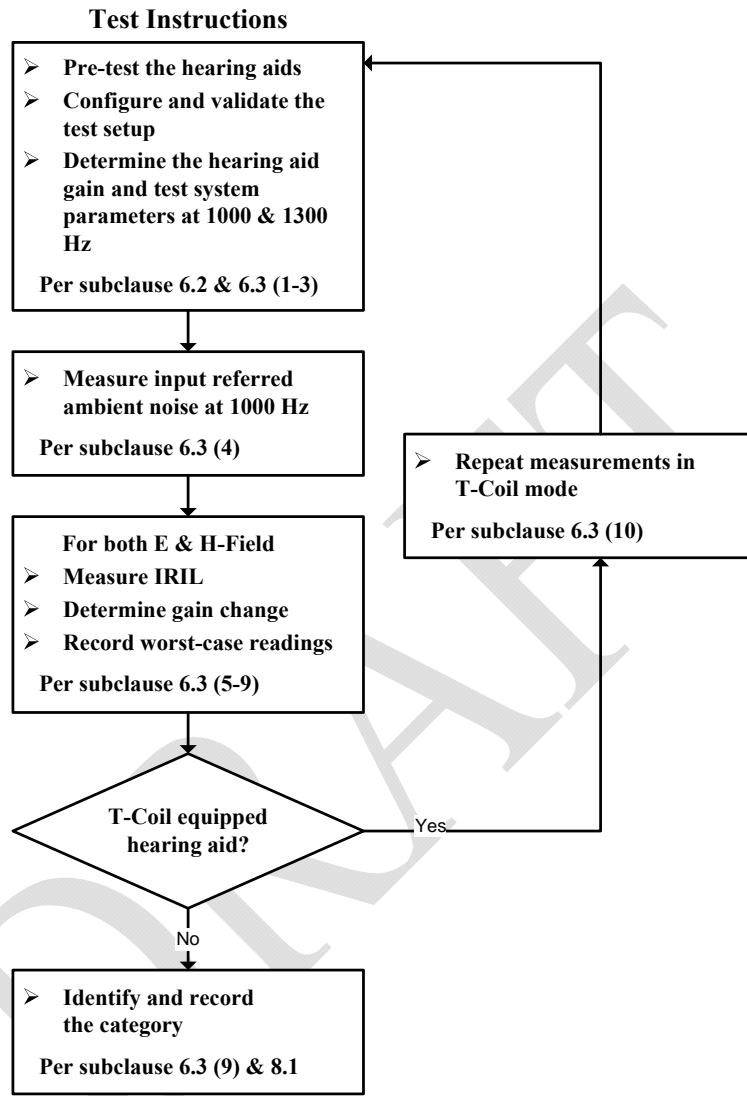 Test Instructions
➢ Pre-test the hearing aids
➢ Configure and validate the
test setup
➢ Determine the hearing aid
gain and test system
parameters at 1000 & 1300
Hz
Per subclause 6.2 & 6.3 (1-3)
➢ Measure input referred
ambient noise at 1000 Hz
Per subclause 6.3 (4)
➢ Repeat measurements in
T-Coil mode
Per subclause 6.3 (10)
For both E & H-Field
➢ Measure IRIL
➢ Determine gain change
➢ Record worst-case readings
Per subclause 6.3 (5-9)
T-Coil equipped
hearing aid?
Yes
No
➢ Identify and record
the category
Per subclause 6.3 (9) & 8.1
DRAFT